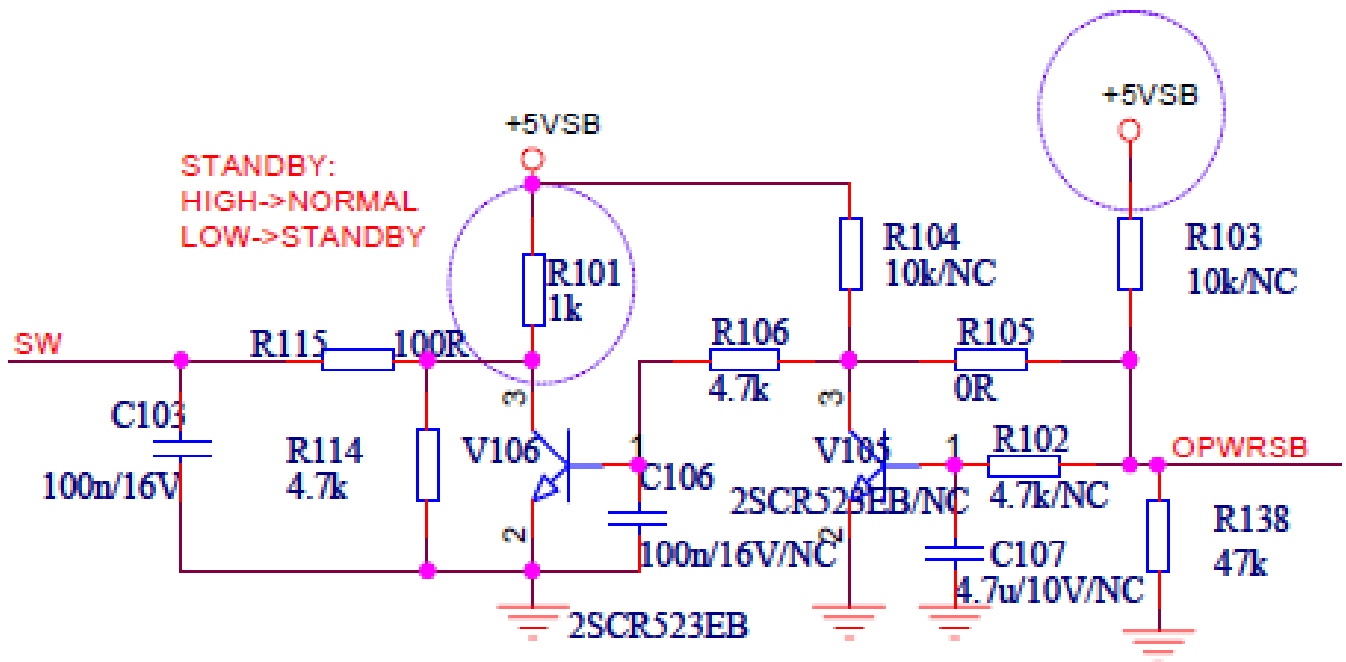 +5VSB
+5VSB
STANDBY:
HIGH->NORMAL
LOW->STANDBY
R104
10k/NC
R103
10k/NC
R101
1k
SW
R115
100R
R106
4.7k
R105
0R
C103
100n/16V
R114
4.7k
3
V106
1
2
C106
100n/16V/NC
3
V105
1
2
2SCR523EB/NC
R102
4.7k/NC
OPWRSB
C107
4.7u/10V/NC
R138
47k
2SCR523EB